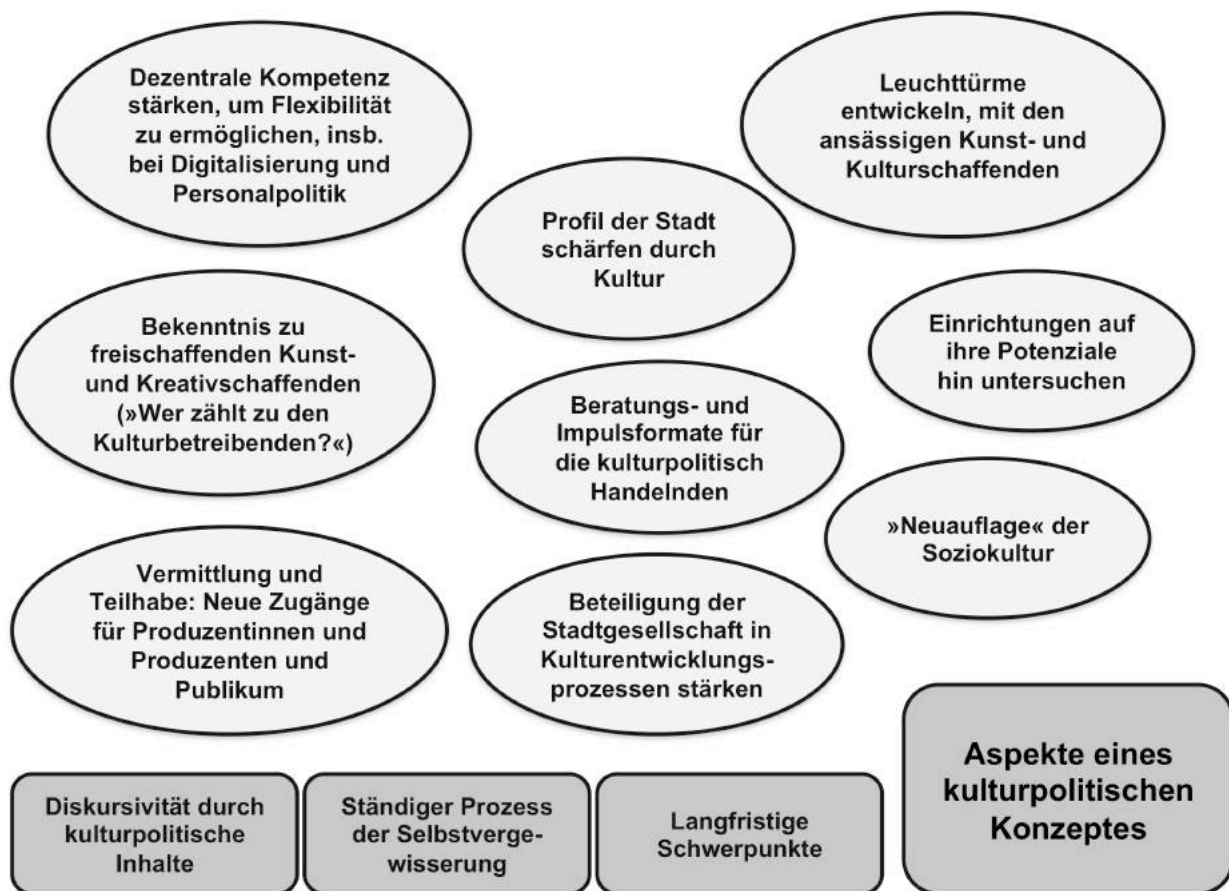 Dezentrale Kompetenz
stärken, um Flexibilität
zu ermöglichen, insb.
bei Digitalisierung und
Personalpolitik
Leuchttürme
entwickeln, mit den
ansässigen Kunst- und
Kulturschaffenden
Profil der Stadt
schärfen durch
Kultur
Bekenntnis zu
freischaffenden Kunst-
und Kreativschaffenden
(»Wer zählt zu den
Kulturbetreibenden?«)
Einrichtungen auf
ihre Potenziale
hin untersuchen
Beratungs- und
Impulsformate für
die kulturpolitisch
Handelnden
»Neuauflage« der
Soziokultur
Vermittlung und
Teilhabe: Neue Zugänge
für Produzentinnen und
Produzenten und
Publikum
Beteiligung der
Stadtgesellschaft in
Kulturentwicklungs-
prozessen stärken
Diskursivität durch
kulturpolitische
Inhalte
Ständiger Prozess
der Selbstverge-
wisserung
Langfristige
Schwerpunkte
Aspekte eines
kulturpolitischen
Konzeptes